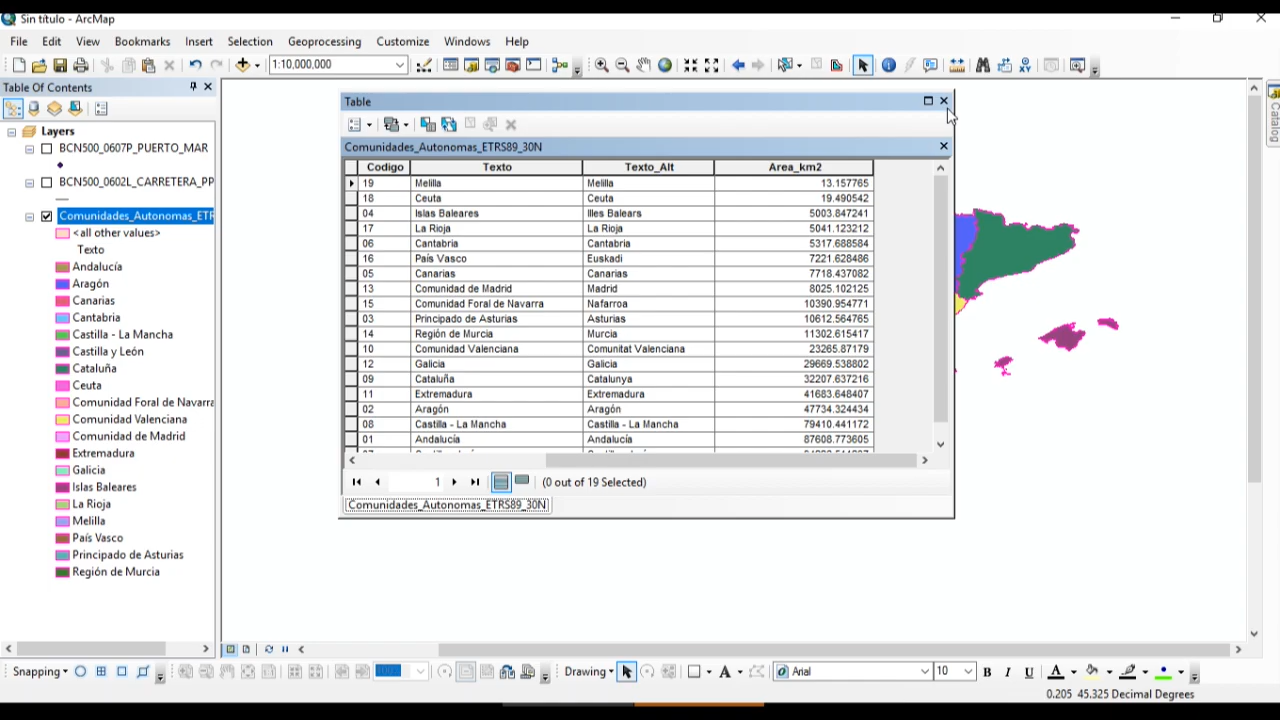 Sin título - ArcMap
File Edit View Bookmarks Insert Selection Geoprocessing Customize Windows Help
1:10,000,000
Table Of Contents
Layers
BCN500_0607P_PUERTO_MAR
BCN500_0602L_CARRETERA_PP
Comunidades_Autonomas_ETR
<all other values>
Texto
Andalucía
Aragón
Canarias
Cantabria
Castilla - La Mancha
Castilla y León
Cataluña
Ceuta
Comunidad Foral de Navarra
Comunidad Valenciana
Comunidad de Madrid
Extremadura
Galicia
Islas Baleares
La Rioja
Melilla
País Vasco
Principado de Asturias
Región de Murcia
Table
Comunidades_Autonomas_ETRS89_30N
Codigo Texto Texto_Alt Area_km2
19 Melilla Melilla 13.157765
18 Ceuta Ceuta 19.490542
04 Islas Baleares Illes Balears 5003.847241
17 La Rioja La Rioja 5041.123212
06 Cantabria Cantabria 5317.688584
16 País Vasco Euskadi 7221.628486
05 Canarias Canarias 7718.437082
13 Comunidad de Madrid Madrid 8025.102125
15 Comunidad Foral de Navarra Nafarroa 10390.954771
03 Principado de Asturias Asturias 10612.564765
14 Región de Murcia Murcia 11302.615417
10 Comunidad Valenciana Comunitat Valenciana 23265.87179
12 Galicia Galicia 29669.538802
09 Cataluña Catalunya 32207.637216
11 Extremadura Extremadura 41683.648407
02 Aragón Aragón 47734.324434
08 Castilla - La Mancha Castilla - La Mancha 79410.441172
01 Andalucía Andalucía 87608.773605
1 (0 out of 19 Selected)
Comunidades_Autonomas_ETRS89_30N
Catalog
Snapping Drawing A Arial 10 B I U A
0.205 45.325 Decimal Degrees